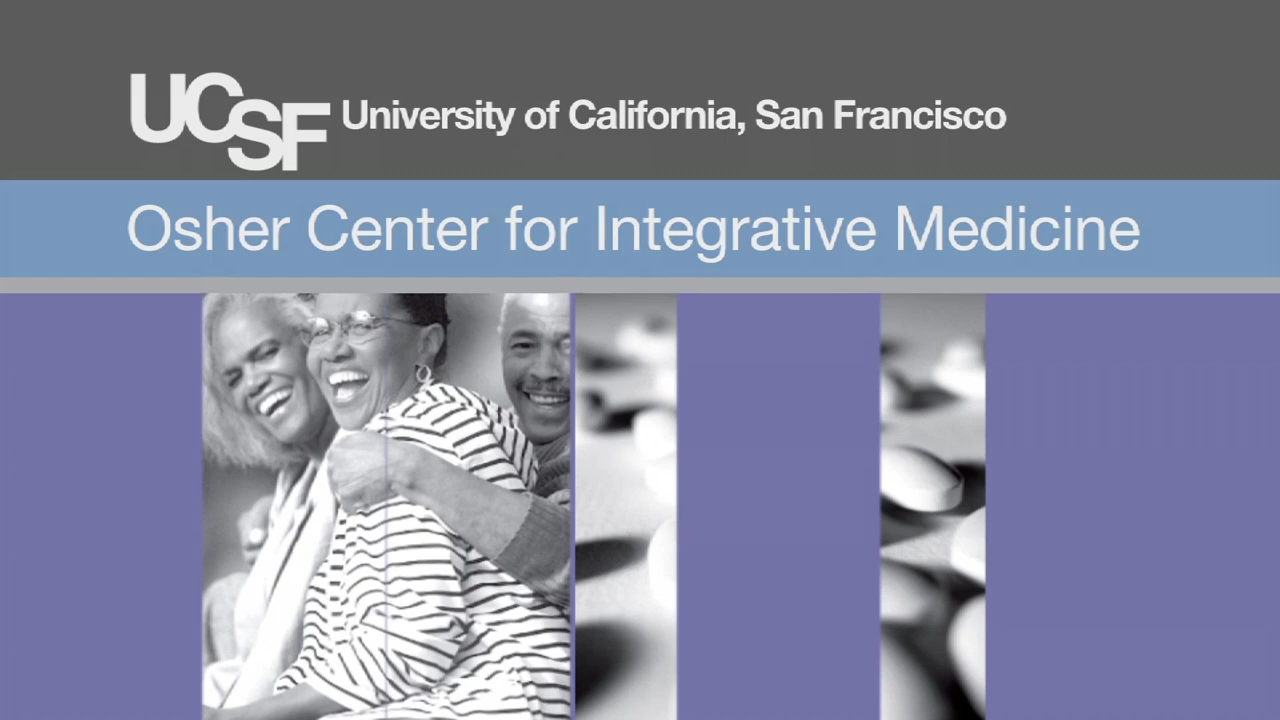 UCSF University of California, San Francisco
Osher Center for Integrative Medicine